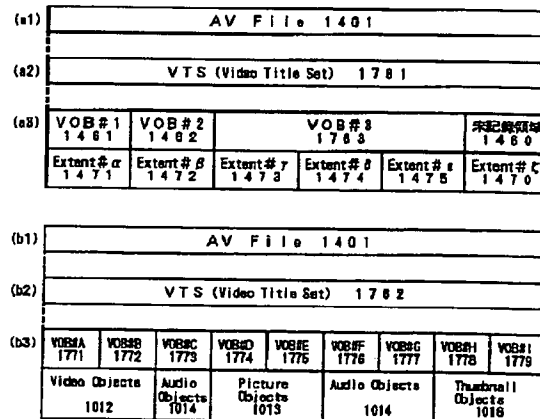 (a1) AV File 1401
(a2) VTS (Video Title Set) 1781
(a3) VOB#1 VOB#2 VOB#3 未記録領域
1461 1462 1763 1460
Extent#α Extent#β Extent#γ Extent#δ Extent#ε Extent#ζ
1471 1472 1473 1474 1475 1470
(b1) AV File 1401
(b2) VTS (Video Title Set) 1762
(b3) VOB#A VOB#B VOB#C VOB#D VOB#E VOB#F VOB#G VOB#H VOB#I
1771 1772 1773 1774 1775 1776 1777 1778 1779
Video Objects Audio Objects Picture Objects Audio Objects Thumbnail Objects
1012 1014 1013 1014 1016